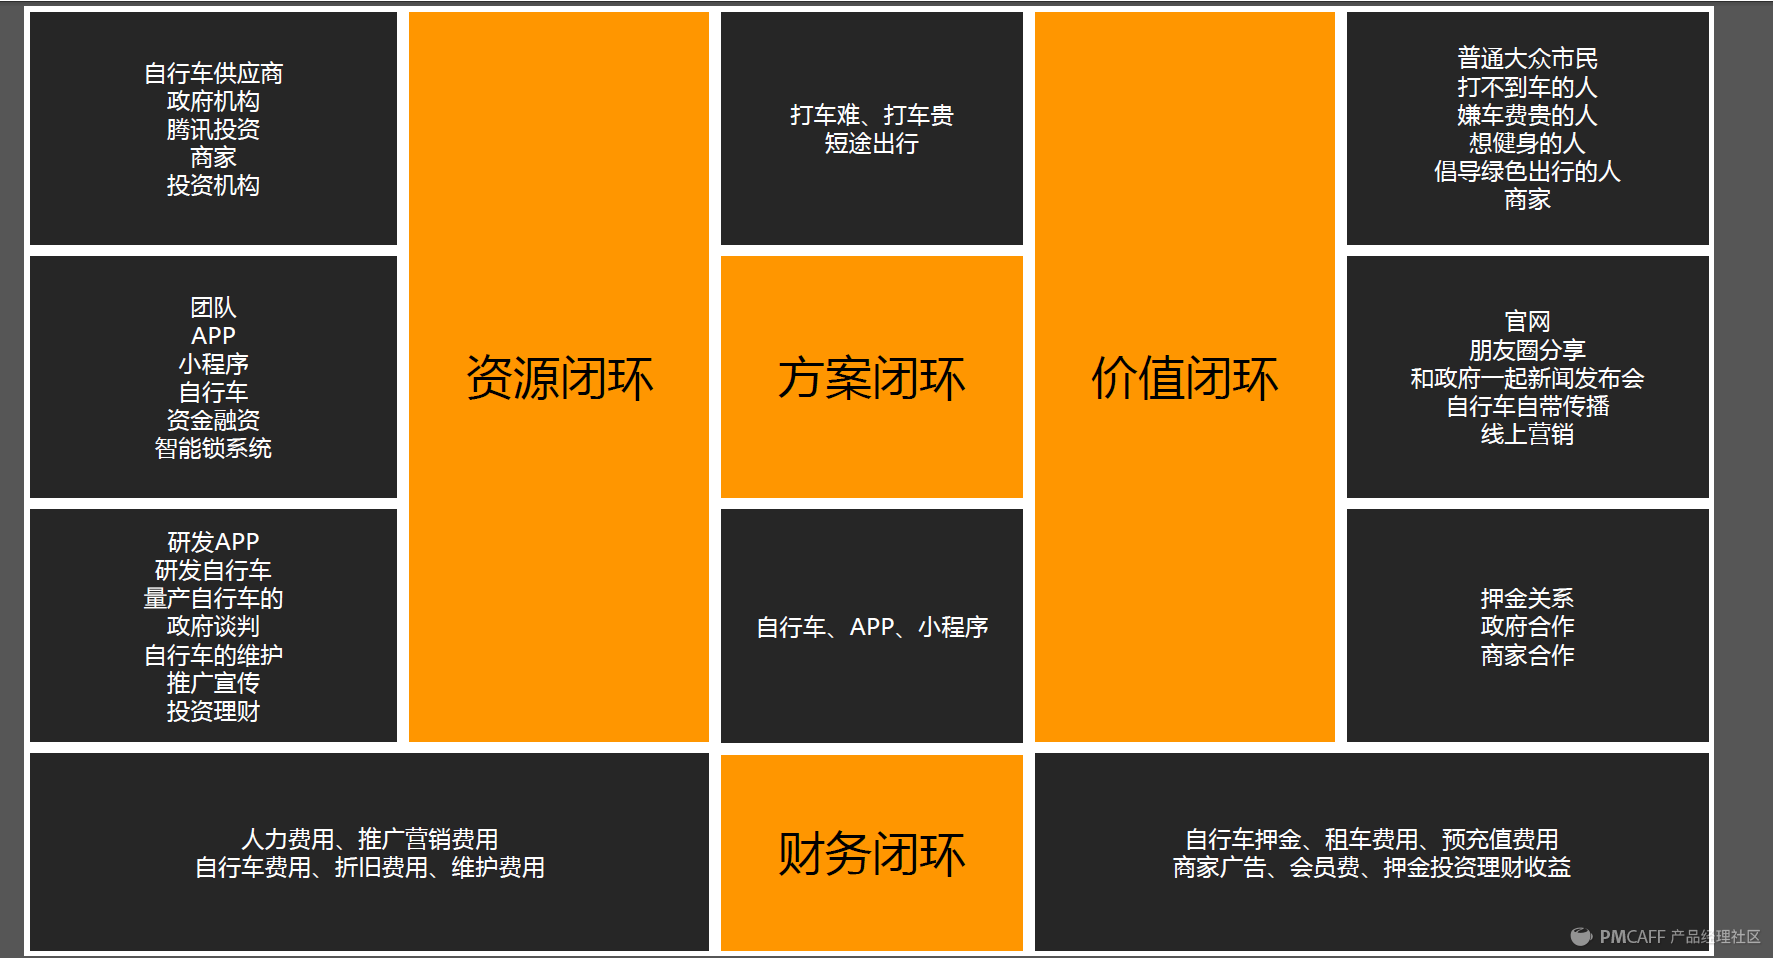 自行车供应商
政府机构
腾讯投资
商家
投资机构
打车难、打车贵
短途出行
普通大众市民
打不到车的人
嫌车费贵的人
想健身的人
倡导绿色出行的人
商家
团队
APP
小程序
自行车
资金融资
智能锁系统
资源闭环
方案闭环
价值闭环
官网
朋友圈分享
和政府一起新闻发布会
自行车自带传播
线上营销
研发APP
研发自行车
量产自行车的
政府谈判
自行车的维护
推广宣传
投资理财
自行车、APP、小程序
押金关系
政府合作
商家合作
人力费用、推广营销费用
自行车费用、折旧费用、维护费用
财务闭环
自行车押金、租车费用、预充值费用
商家广告、会员费、押金投资理财收益
PMCAFF 产品经理社区